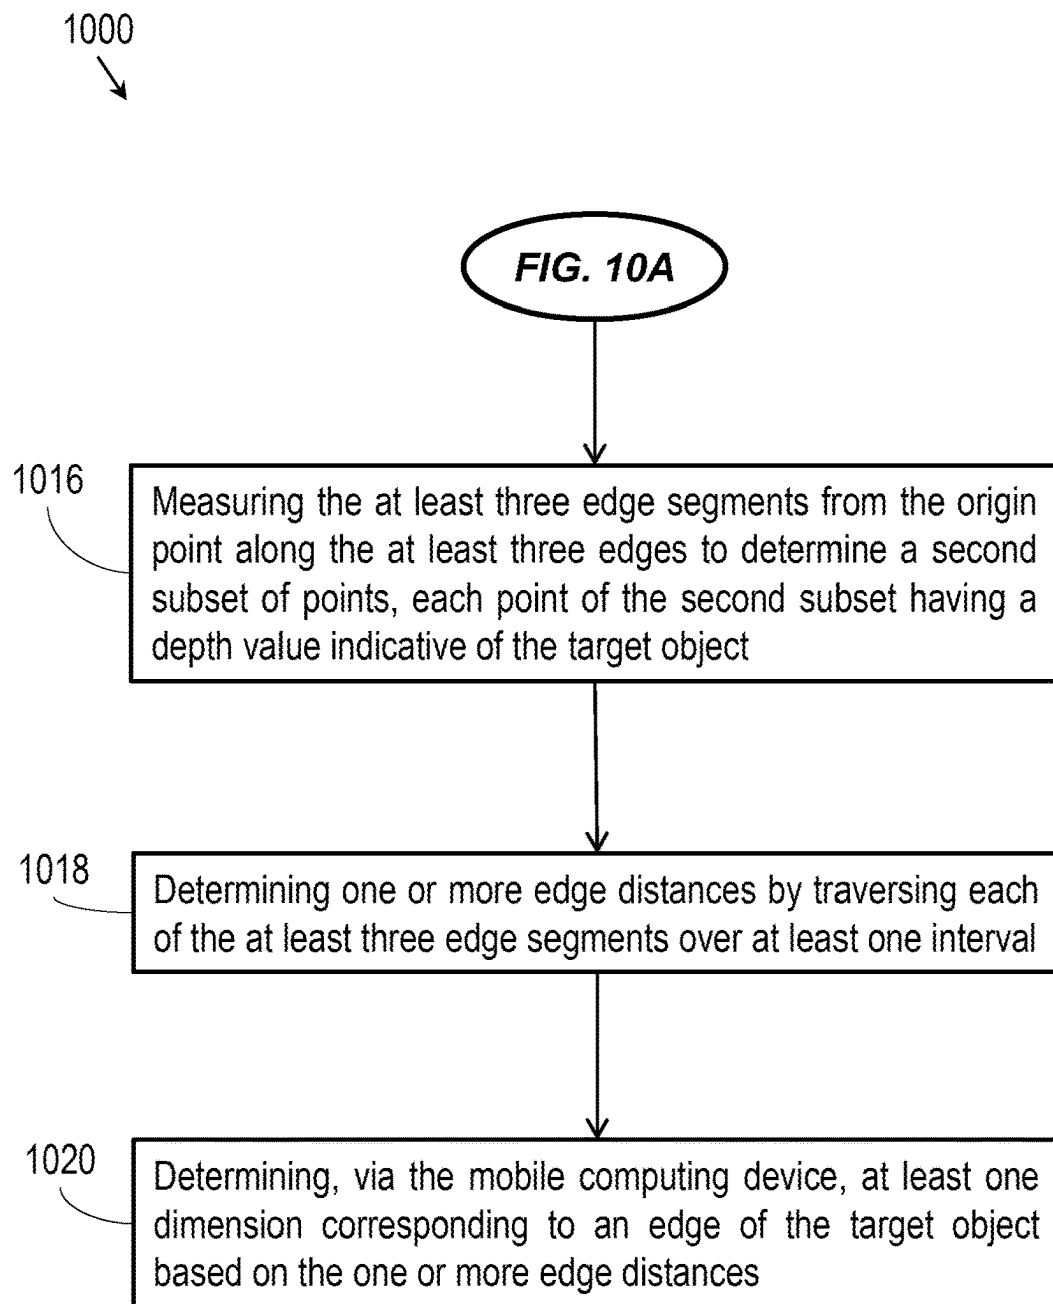 1000
FIG. 10A
1016
Measuring the at least three edge segments from the origin
point along the at least three edges to determine a second
subset of points, each point of the second subset having a
depth value indicative of the target object
1018
Determining one or more edge distances by traversing each
of the at least three edge segments over at least one interval
1020
Determining, via the mobile computing device, at least one
dimension corresponding to an edge of the target object
based on the one or more edge distances